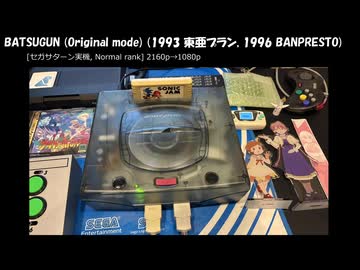 BATSUGUN (Original mode) (1993 東亜プラン, 1996 BANPRESTO)
[セガサターン実機, Normal rank] 2160p→1080p
SONIC
JAM
SEGA
Entertainment
SEGA